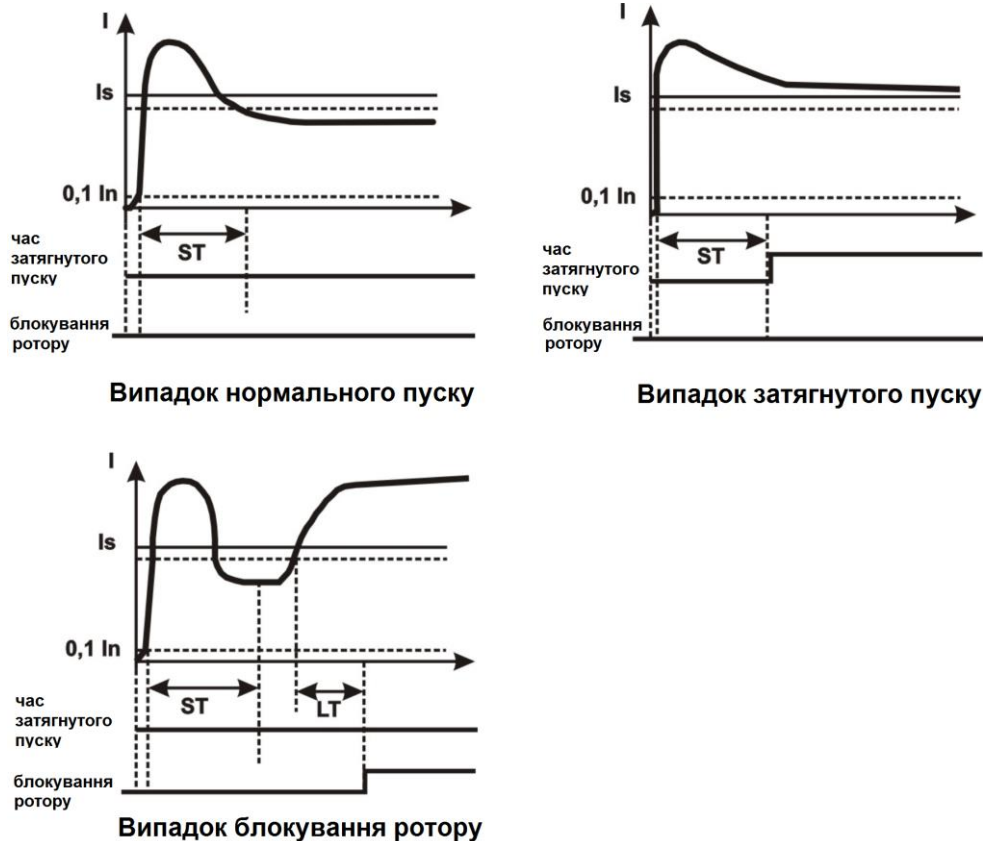 I
Is
0,1 In
ST
час
затягнутого
пуску
блокування
ротору
Випадок нормального пуску
I
Is
0,1 In
ST
час
затягнутого
пуску
блокування
ротору
Випадок затягнутого пуску
I
Is
0,1 In
ST
LT
час
затягнутого
пуску
блокування
ротору
Випадок блокування ротору